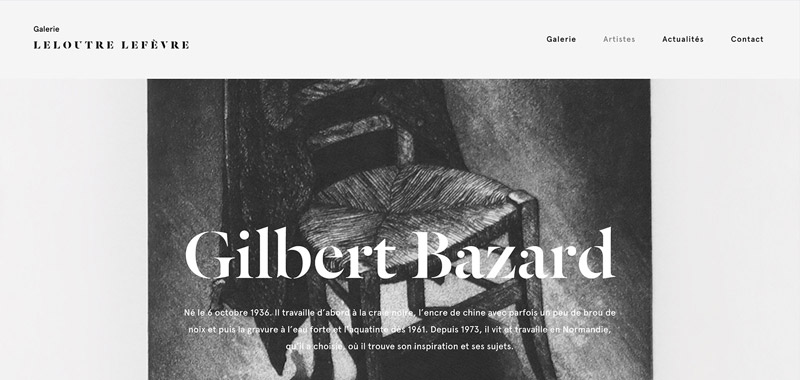 Galerie
LELOUTRE LEFÈVRE
Galerie
Artistes
Actualités
Contact
Gilbert Bazard
Né le 6 octobre 1936. Il travaille d'abord à la craie noire, l'encre de chine avec parfois un peu de brou de
noix et puis la gravure à l'eau forte et l'aquatinte dès 1961. Depuis 1973, il vit et travaille en Normandie,
qu'il a choisie, où il trouve son inspiration et ses sujets.